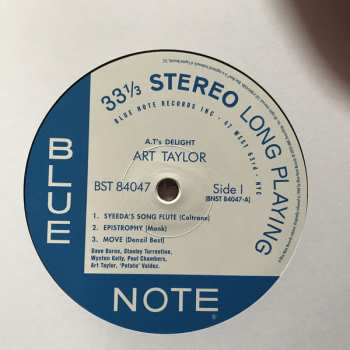 33⅓ STEREO LONG PLAYING
BLUE NOTE RECORDS INC · 47 WEST 63rd · NYC
A.T's DELIGHT
ART TAYLOR
BST 84047
Side I
(BNST 84047-A)
1. SYEEDA'S SONG FLUTE (Coltrane)
2. EPISTROPHY (Monk)
3. MOVE (Denzil Best)
Dave Burns, Stanley Turrentine,
Wynton Kelly, Paul Chambers,
Art Taylor, 'Potato' Valdez.
BLUE
NOTE